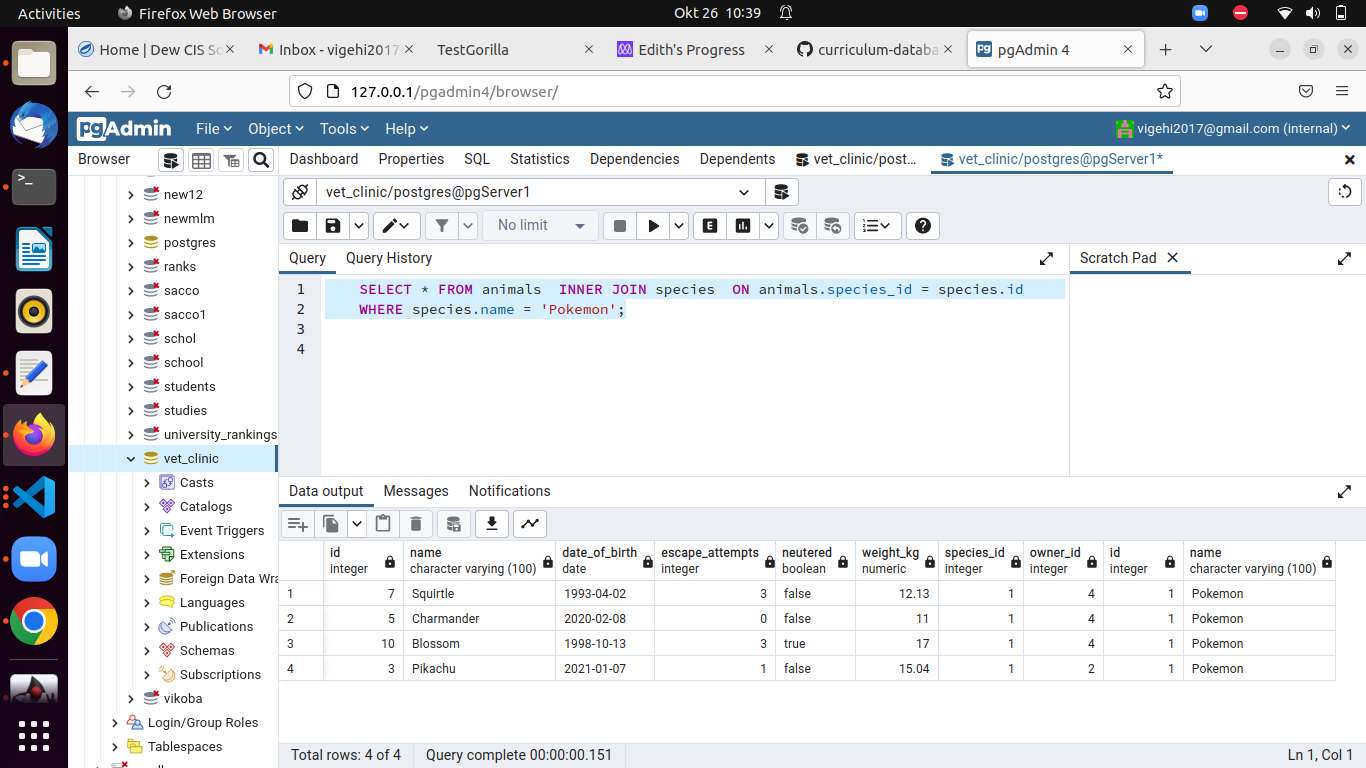 Activities
Firefox Web Browser
Okt 26 10:39
Home | Dew CIS So
Inbox - vigehi2017
TestGorilla
Edith's Progress
curriculum-databa
pgAdmin 4
127.0.0.1/pgadmin4/browser/
pgAdmin
File
Object
Tools
Help
vigehi2017@gmail.com (internal)
Browser
Dashboard
Properties
SQL
Statistics
Dependencies
Dependents
vet_clinic/post...
vet_clinic/postgres@pgServer1*
new12
newmlm
postgres
ranks
sacco
sacco1
schol
school
students
studies
university_rankings
vet_clinic
Casts
Catalogs
Event Triggers
Extensions
Foreign Data Wra
Languages
Publications
Schemas
Subscriptions
vikoba
Login/Group Roles
Tablespaces
vet_clinic/postgres@pgServer1
No limit
E
Query
Query History
Scratch Pad
1 SELECT * FROM animals INNER JOIN species ON animals.species_id = species.id
2 WHERE species.name = 'Pokemon';
3
4
Data output
Messages
Notifications
id name date_of_birth escape_attempts neutered weight_kg species_id owner_id id name
integer character varying (100) date integer boolean numeric integer integer integer character varying (100)
1 7 Squirtle 1993-04-02 3 false 12.13 1 4 1 Pokemon
2 5 Charmander 2020-02-08 0 false 11 1 4 1 Pokemon
3 10 Blossom 1998-10-13 3 true 17 1 4 1 Pokemon
4 3 Pikachu 2021-01-07 1 false 15.04 1 2 1 Pokemon
Total rows: 4 of 4
Query complete 00:00:00.151
Ln 1, Col 1